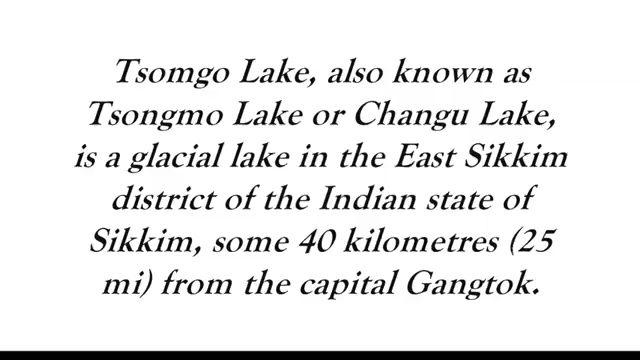 Tsomgo Lake, also known as
Tsongmo Lake or Changu Lake,
is a glacial lake in the East Sikkim
district of the Indian state of
Sikkim, some 40 kilometres (25
mi) from the capital Gangtok.